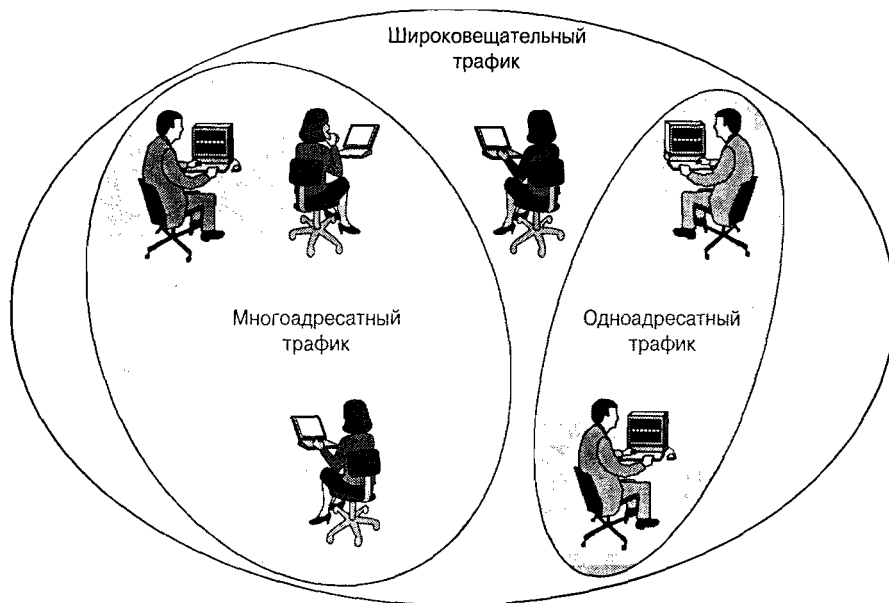 Широковещательный
трафик
Многоадресатный
трафик
Одноадресатный
трафик